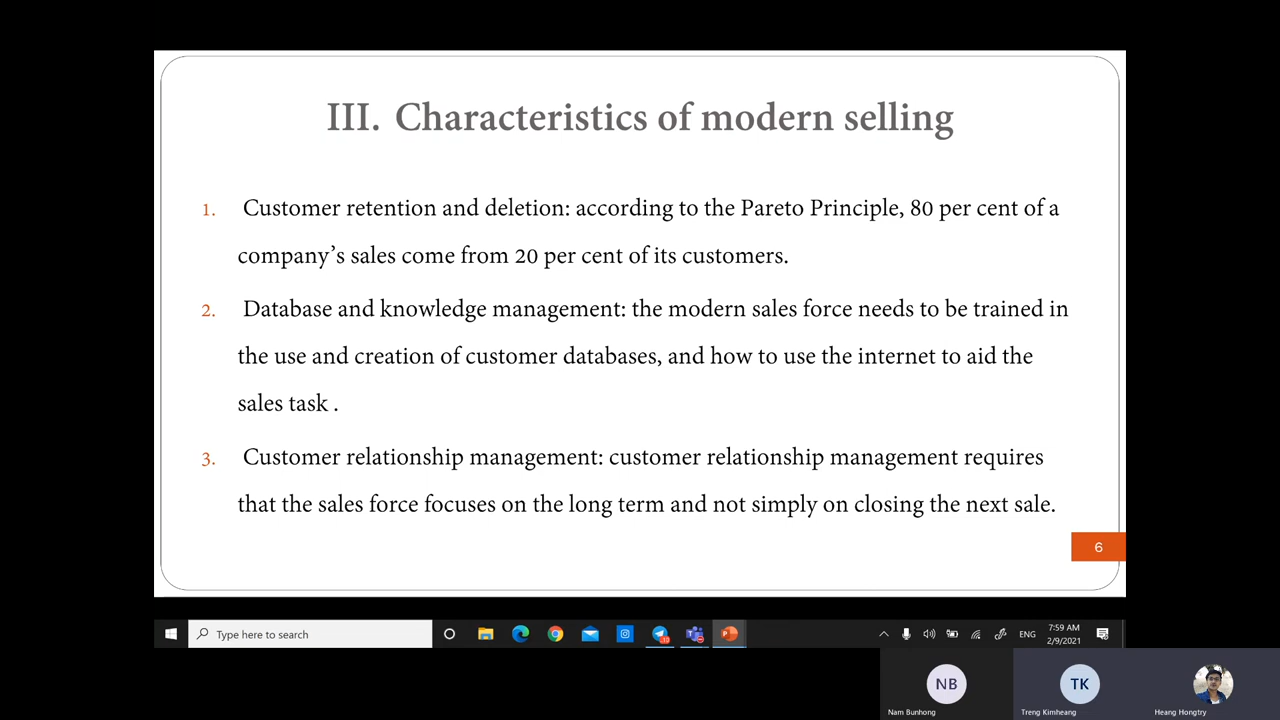 III. Characteristics of modern selling
1. Customer retention and deletion: according to the Pareto Principle, 80 per cent of a
company’s sales come from 20 per cent of its customers.
2. Database and knowledge management: the modern sales force needs to be trained in
the use and creation of customer databases, and how to use the internet to aid the
sales task .
3. Customer relationship management: customer relationship management requires
that the sales force focuses on the long term and not simply on closing the next sale.
6
Type here to search
ENG
7:59 AM
2/9/2021
NB
TK
Nam Bunhong
Treng Kimheang
Heang Hongtry